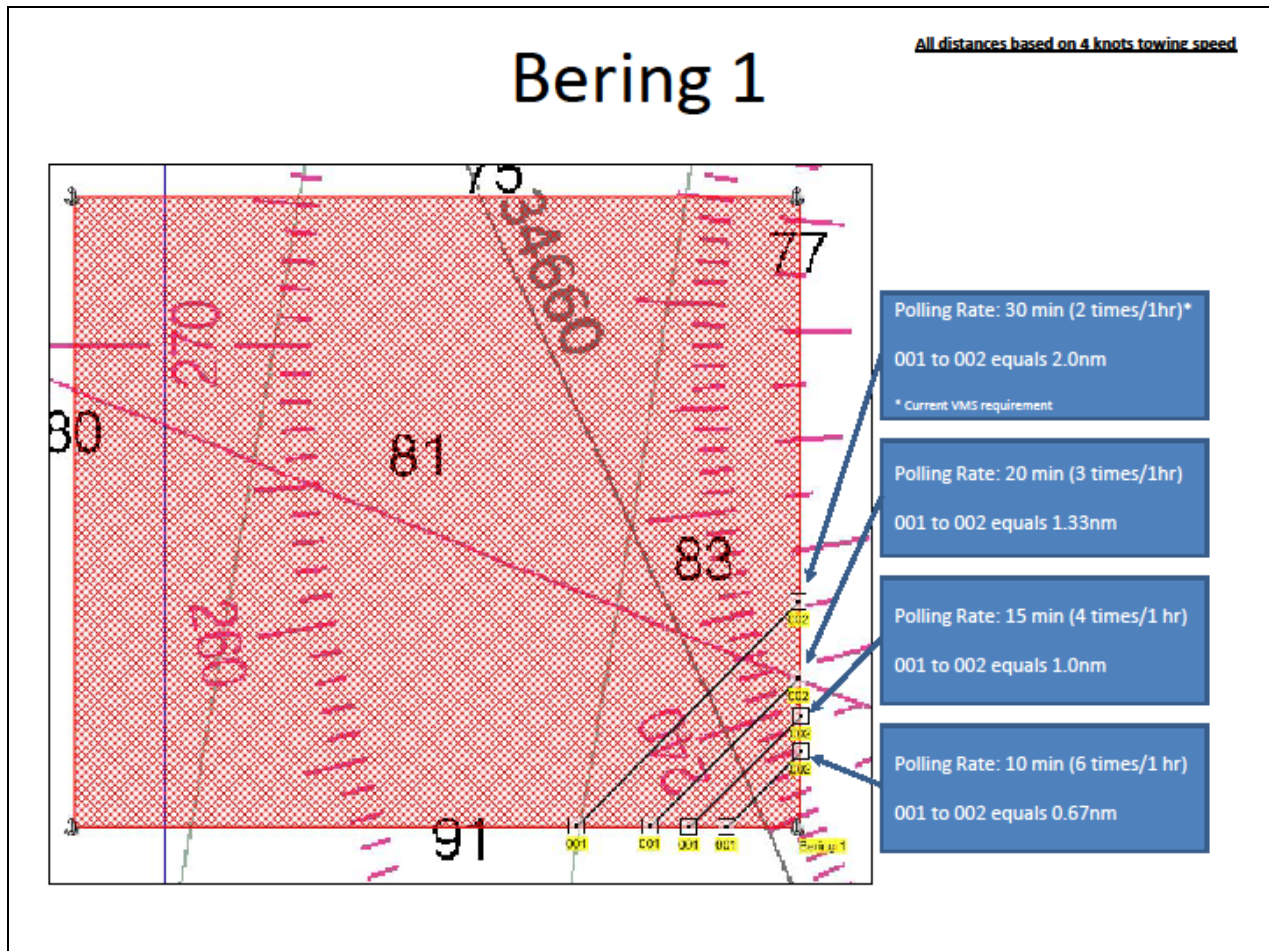 All distances based on 4 knots towing speed
Bering 1
75
34660
77
270
80
81
83
260
91
002
002
002
002
001
001
001
001
Bering 1
Polling Rate: 30 min (2 times/1hr)*
001 to 002 equals 2.0nm
* Current VMS requirement
Polling Rate: 20 min (3 times/1hr)
001 to 002 equals 1.33nm
Polling Rate: 15 min (4 times/1 hr)
001 to 002 equals 1.0nm
Polling Rate: 10 min (6 times/1 hr)
001 to 002 equals 0.67nm